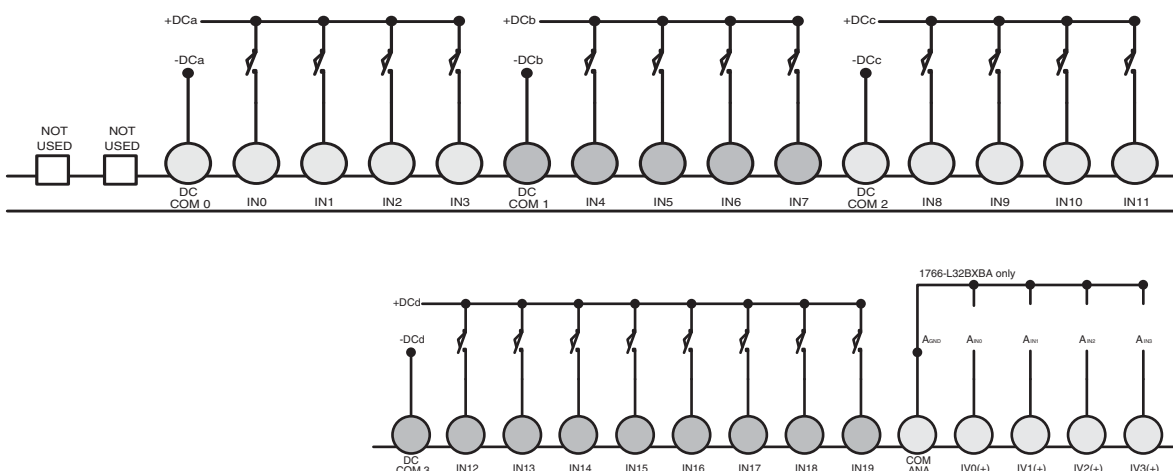 +DCa
+DCb
+DCc
-DCa
-DCb
-DCc
NOT USED
NOT USED
DC COM 0
IN0
IN1
IN2
IN3
DC COM 1
IN4
IN5
IN6
IN7
DC COM 2
IN8
IN9
IN10
IN11
1766-L32BXBA only
+DCd
-DCd
AGND
AIN0
AIN1
AIN2
AIN3
DC COM 3
IN12
IN13
IN14
IN15
IN16
IN17
IN18
IN19
COM ANA
IV0(+)
IV1(+)
IV2(+)
IV3(+)